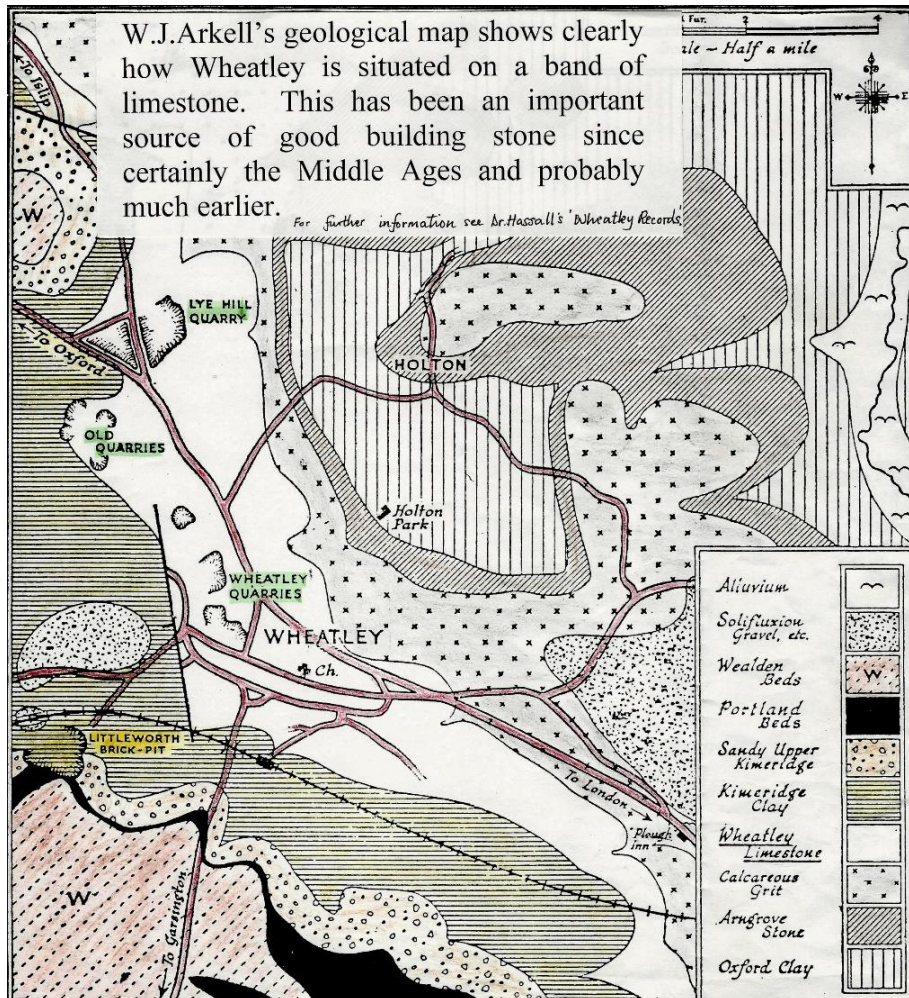 W.J.Arkell's geological map shows clearly
how Wheatley is situated on a band of
limestone. This has been an important
source of good building stone since
certainly the Middle Ages and probably
much earlier.
For further information see Dr. Hassall's 'Wheatley Records'
Fur. 2 4
ale ~ Half a mile
W E
To Islip
W
LYE HILL
QUARRY
To Oxford
HOLTON
OLD
QUARRIES
Holton
Park
WHEATLEY
QUARRIES
WHEATLEY
Ch.
LITTLEWORTH
BRICK-PIT
To London
Plough
Inn
W
To Garsington
Alluvium
Solifluxion
Gravel, etc.
Wealden
Beds
W
Portland
Beds
Sandy Upper
Kimeridge
Kimeridge
Clay
Wheatley
Limestone
Calcareous
Grit
Arngrove
Stone
Oxford Clay